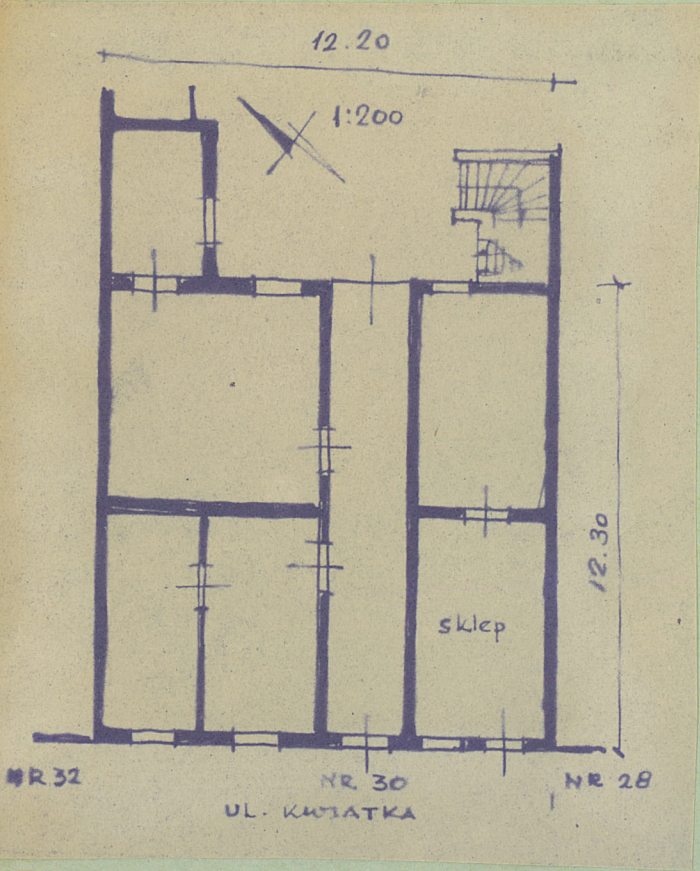 12.20
1:200
12.30
sklep
NR 32
NR 30
NR 28
UL. KWIATKA